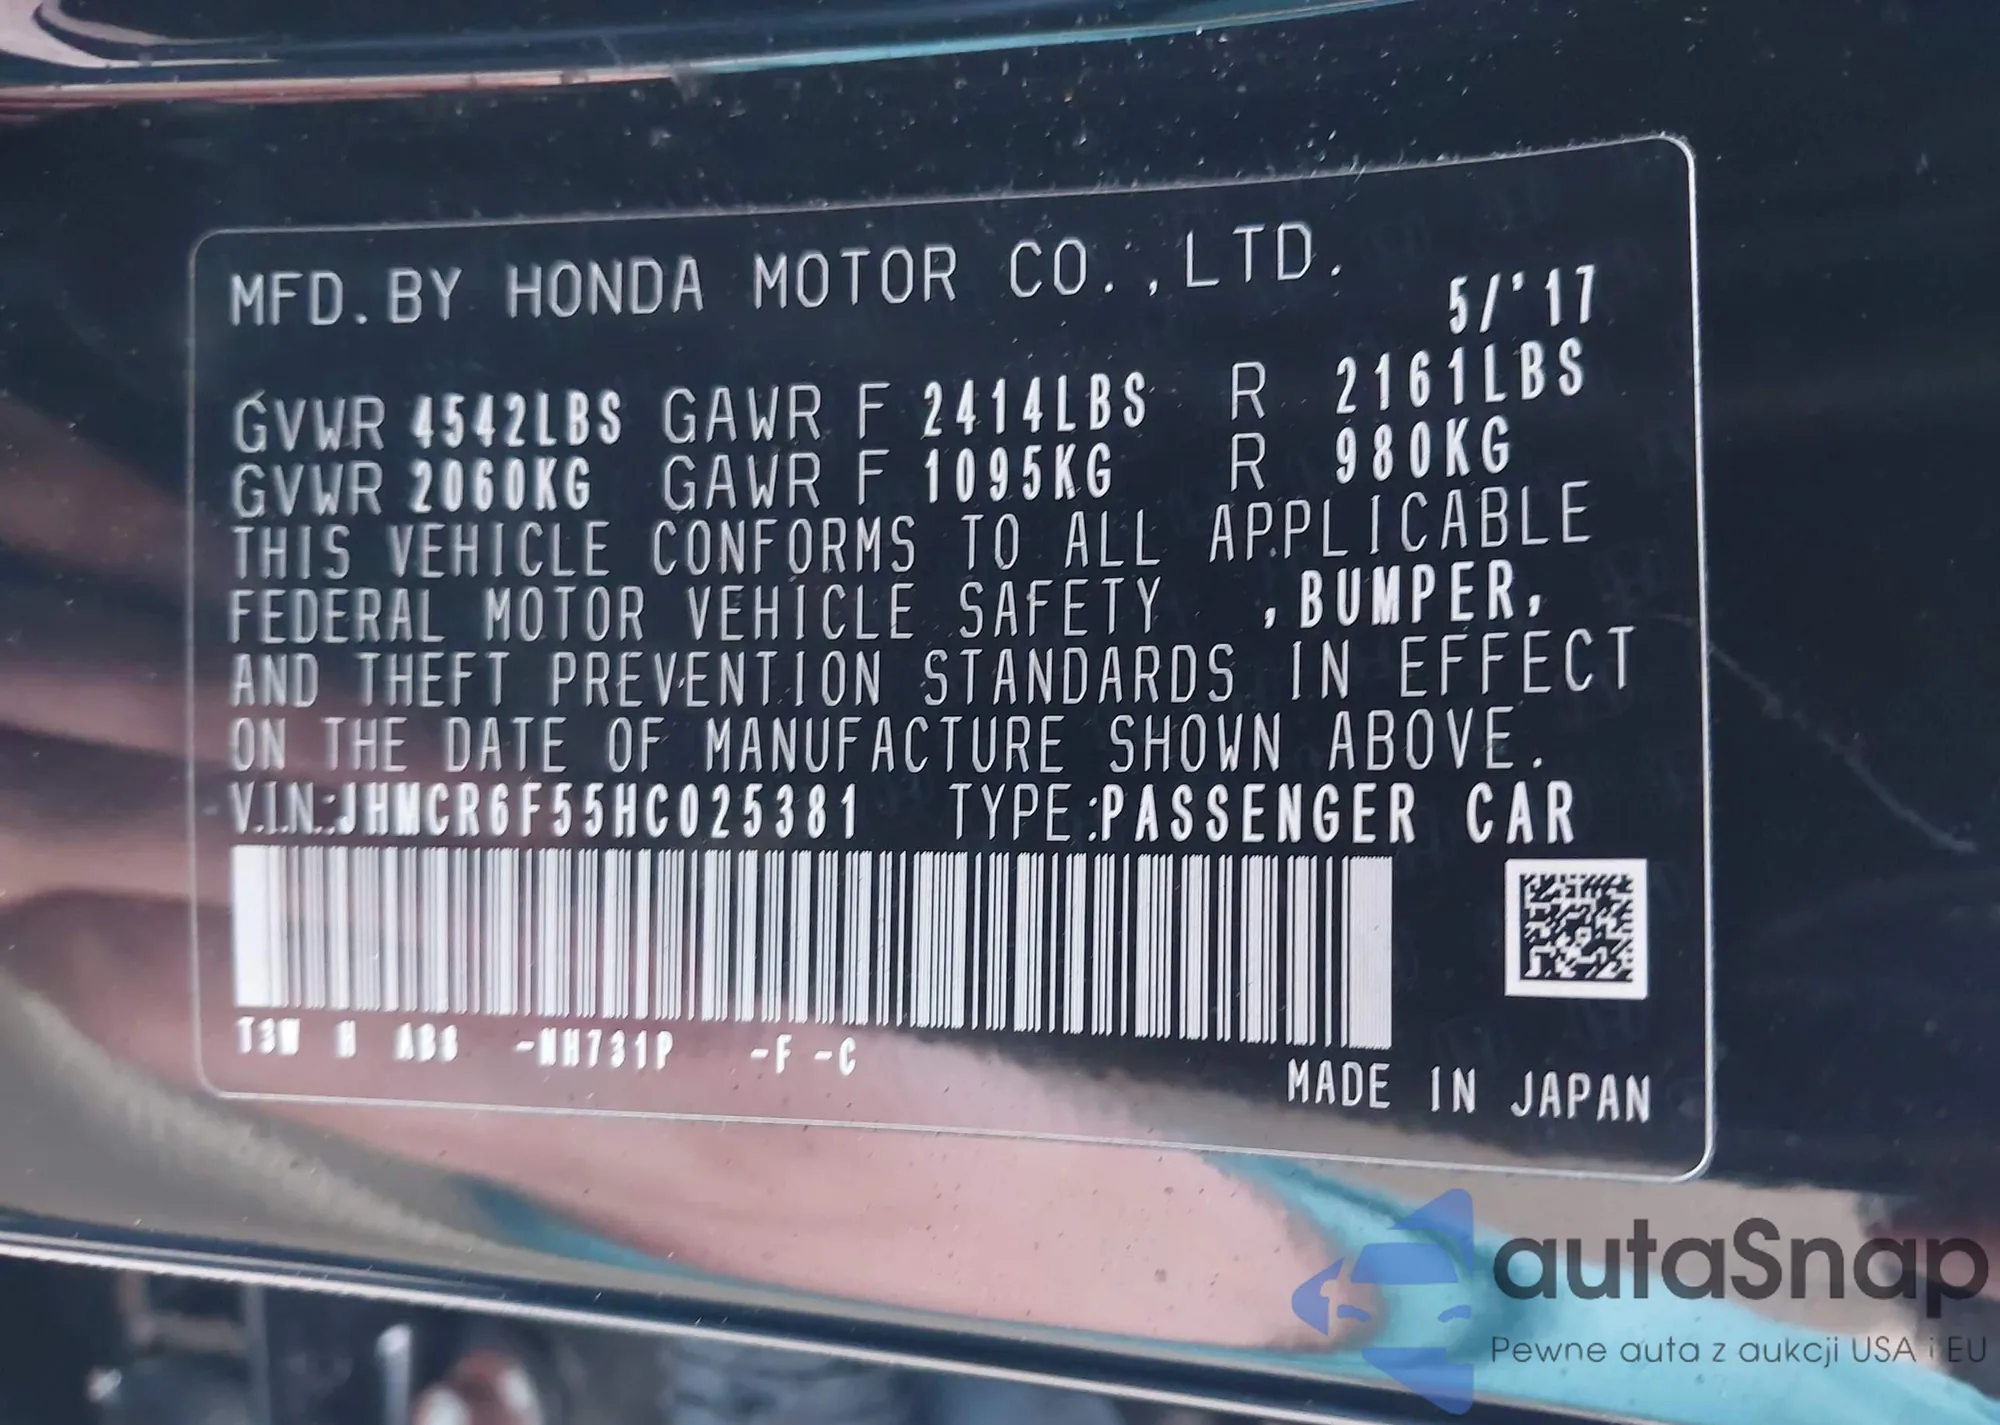 MFD.BY HONDA MOTOR CO.,LTD.
5/'17
GVWR 4542LBS GAWR F 2414LBS R 2161LBS
GVWR 2060KG GAWR F 1095KG R 980KG
THIS VEHICLE CONFORMS TO ALL APPLICABLE
FEDERAL MOTOR VEHICLE SAFETY ,BUMPER,
AND THEFT PREVENTION STANDARDS IN EFFECT
ON THE DATE OF MANUFACTURE SHOWN ABOVE.
V.I.N.:JHMCR6F55HC025381 TYPE:PASSENGER CAR
T3W H ABS -NH731P -F -C
MADE IN JAPAN
autaSnap
Pewne auta z aukcji USA i EU